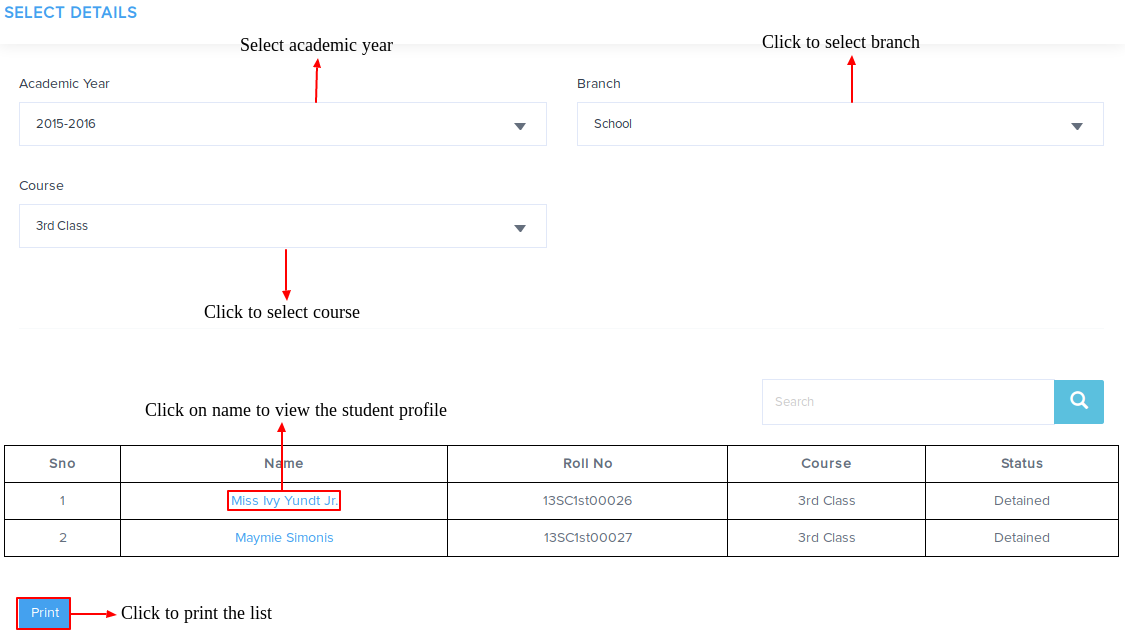 SELECT DETAILS
Select academic year
Click to select branch
Academic Year
Branch
2015-2016
School
Course
3rd Class
Click to select course
Search
Click on name to view the student profile
Sno Name Roll No Course Status
1 Miss Ivy Yundt Jr. 13SC1st00026 3rd Class Detained
2 Maymie Simonis 13SC1st00027 3rd Class Detained
Print Click to print the list